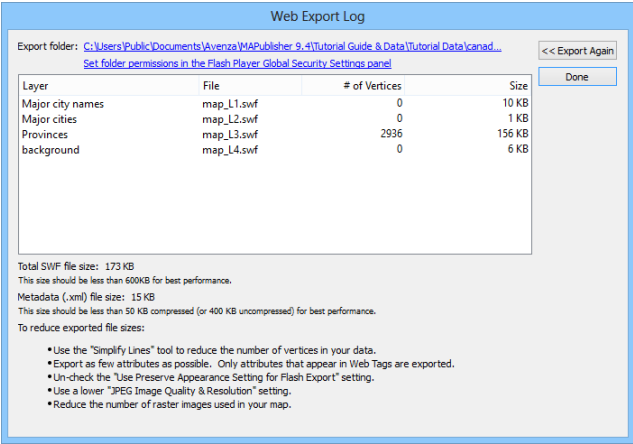 Web Export Log
Export folder: C:\Users\Public\Documents\Avenza\MAPublisher 9.4\Tutorial Guide & Data\Tutorial Data\canad... << Export Again
Set folder permissions in the Flash Player Global Security Settings panel
Done
Layer File # of Vertices Size
Major city names map_L1.swf 0 10 KB
Major cities map_L2.swf 0 1 KB
Provinces map_L3.swf 2936 156 KB
background map_L4.swf 0 6 KB
Total SWF file size: 173 KB
This size should be less than 600KB for best performance.
Metadata (.xml) file size: 15 KB
This size should be less than 50 KB compressed (or 400 KB uncompressed) for best performance.
To reduce exported file sizes:
•Use the "Simplify Lines" tool to reduce the number of vertices in your data.
•Export as few attributes as possible. Only attributes that appear in Web Tags are exported.
•Un-check the "Use Preserve Appearance Setting for Flash Export" setting.
•Use a lower "JPEG Image Quality & Resolution" setting.
•Reduce the number of raster images used in your map.